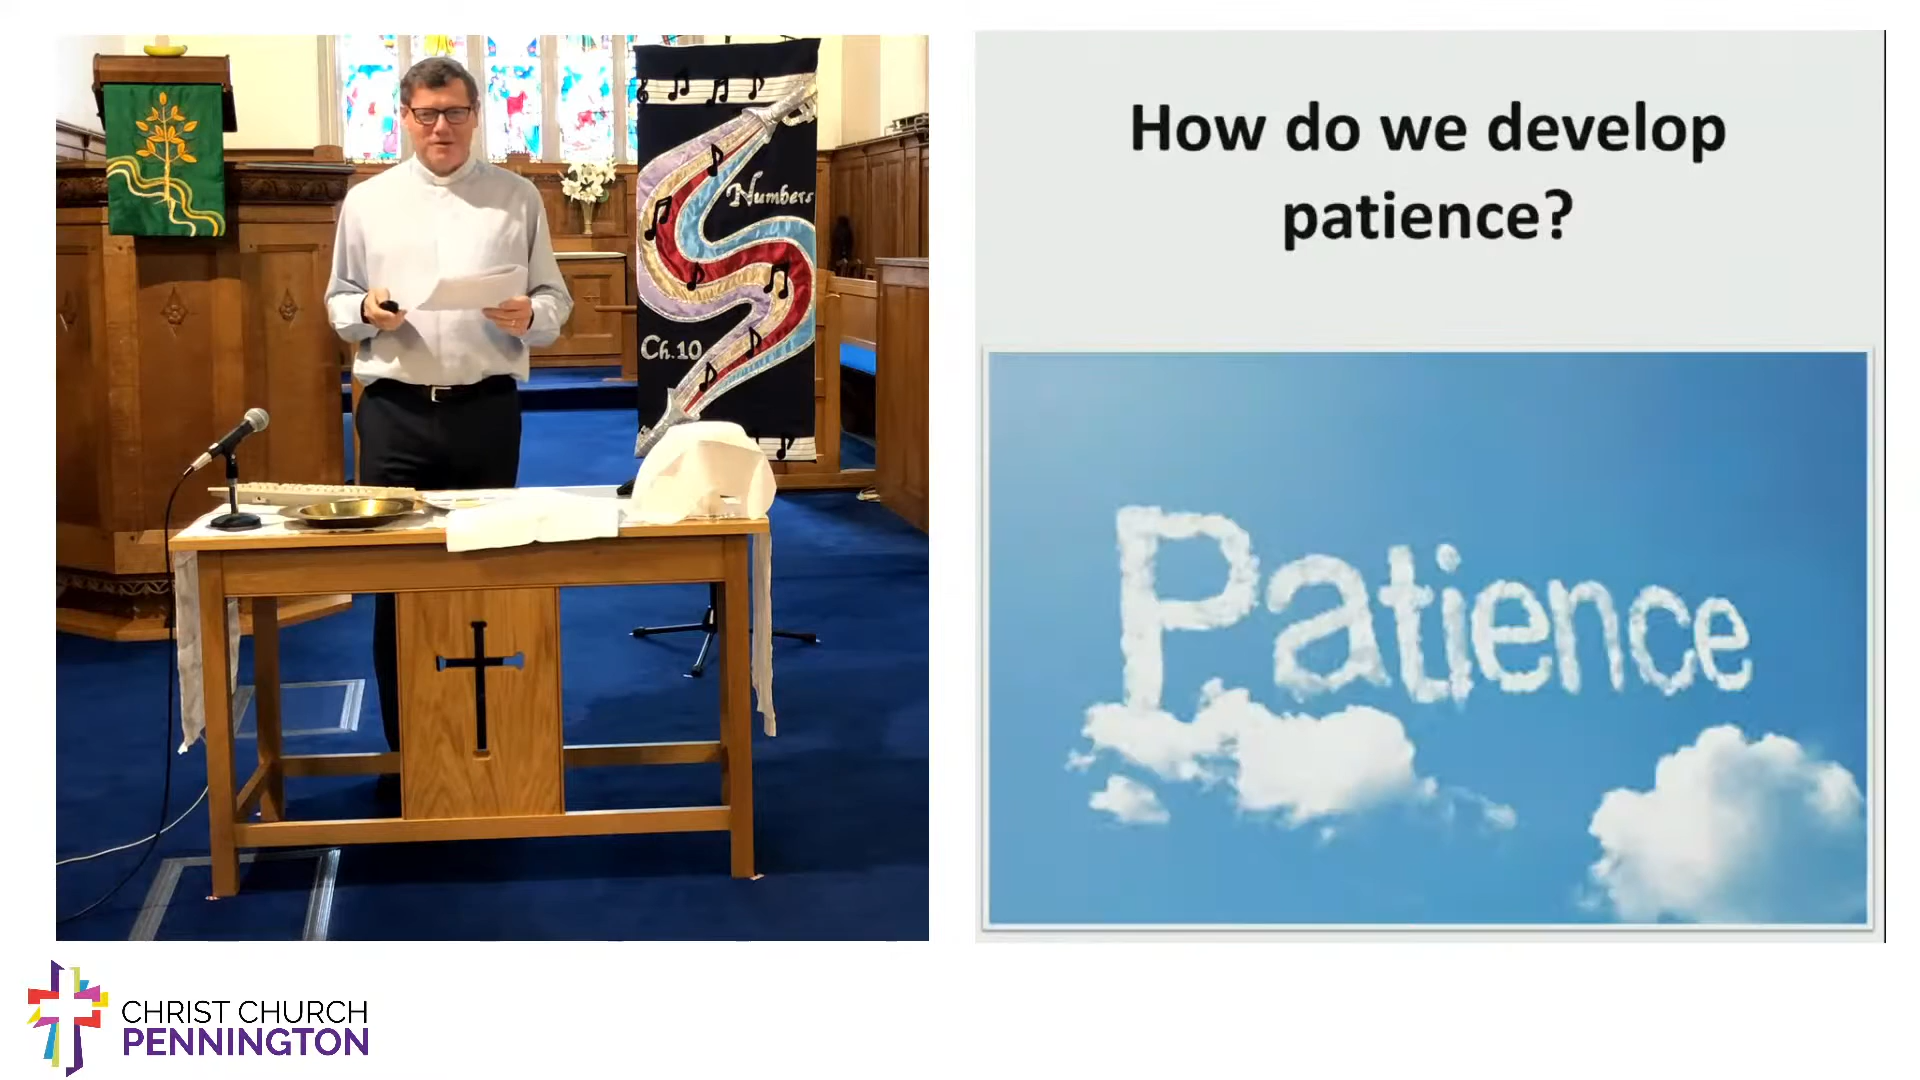 Numbers
Ch.10
How do we develop
patience?
Patience
CHRIST CHURCH
PENNINGTON